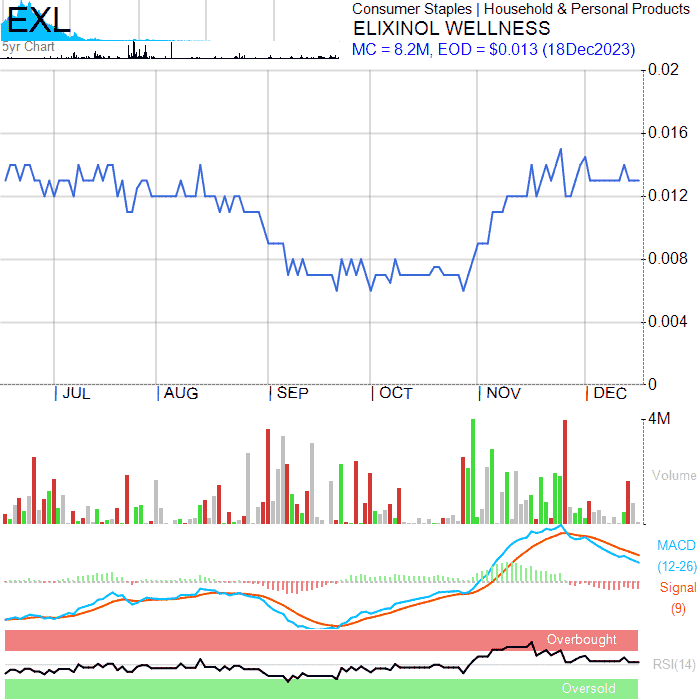 EXL
5yr Chart
Consumer Staples | Household & Personal Products
ELIXINOL WELLNESS
MC = 8.2M, EOD = $0.013 (18Dec2023)
0.02
0.016
0.012
0.008
0.004
0
JUL AUG SEP OCT NOV DEC
4M
Volume
MACD
(12-26)
Signal
(9)
Overbought
RSI(14)
Oversold